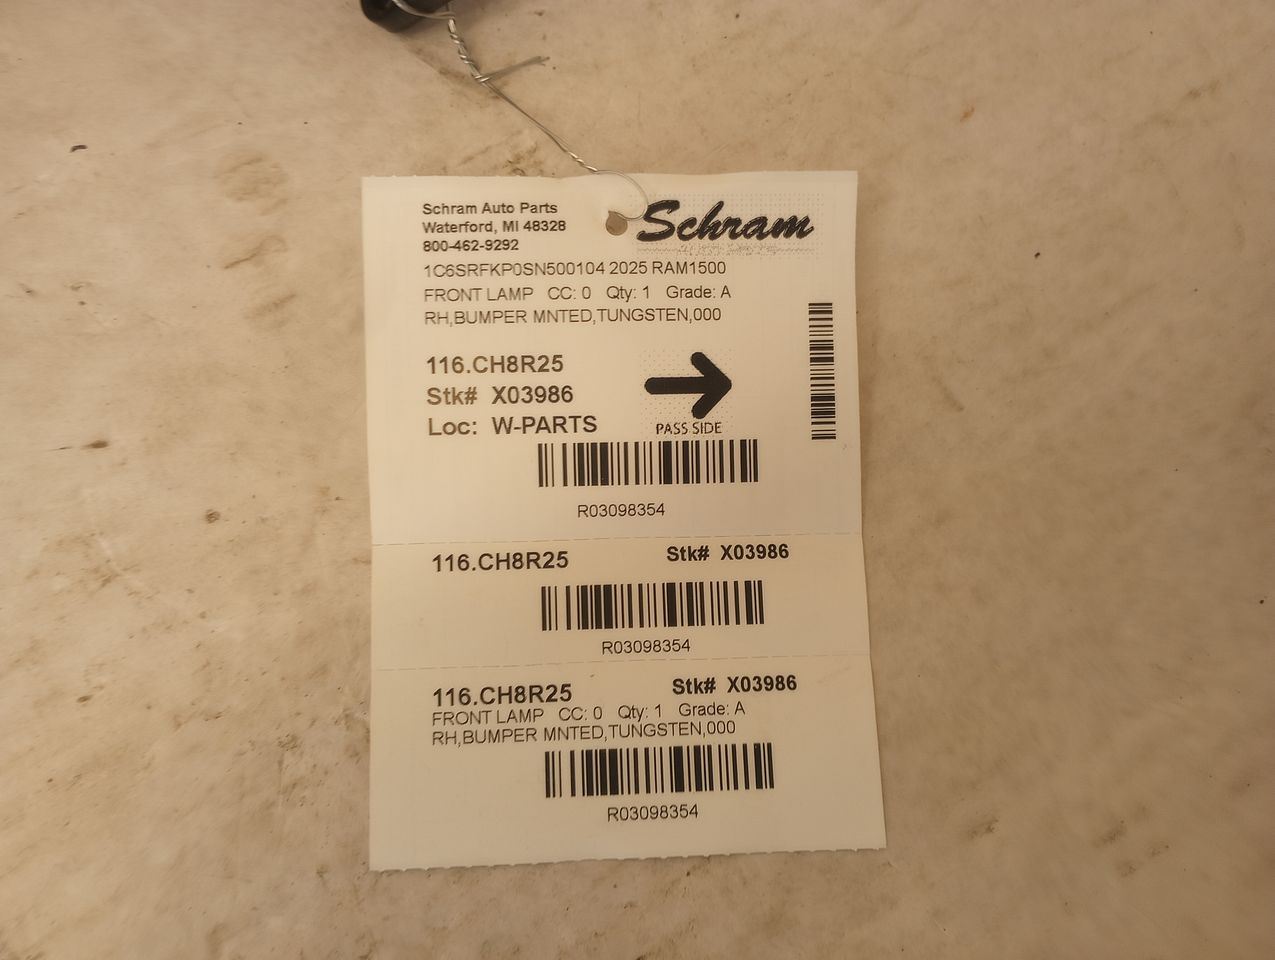 Schram Auto Parts
Waterford, MI 48328
800-462-9292
Schram
1C6SRFKP0SN500104 2025 RAM1500
FRONT LAMP CC: 0 Qty: 1 Grade: A
RH,BUMPER MNTED,TUNGSTEN,000
116.CH8R25
Stk# X03986
Loc: W-PARTS
PASS SIDE
R03098354
116.CH8R25 Stk# X03986
R03098354
116.CH8R25 Stk# X03986
FRONT LAMP CC: 0 Qty: 1 Grade: A
RH,BUMPER MNTED,TUNGSTEN,000
R03098354